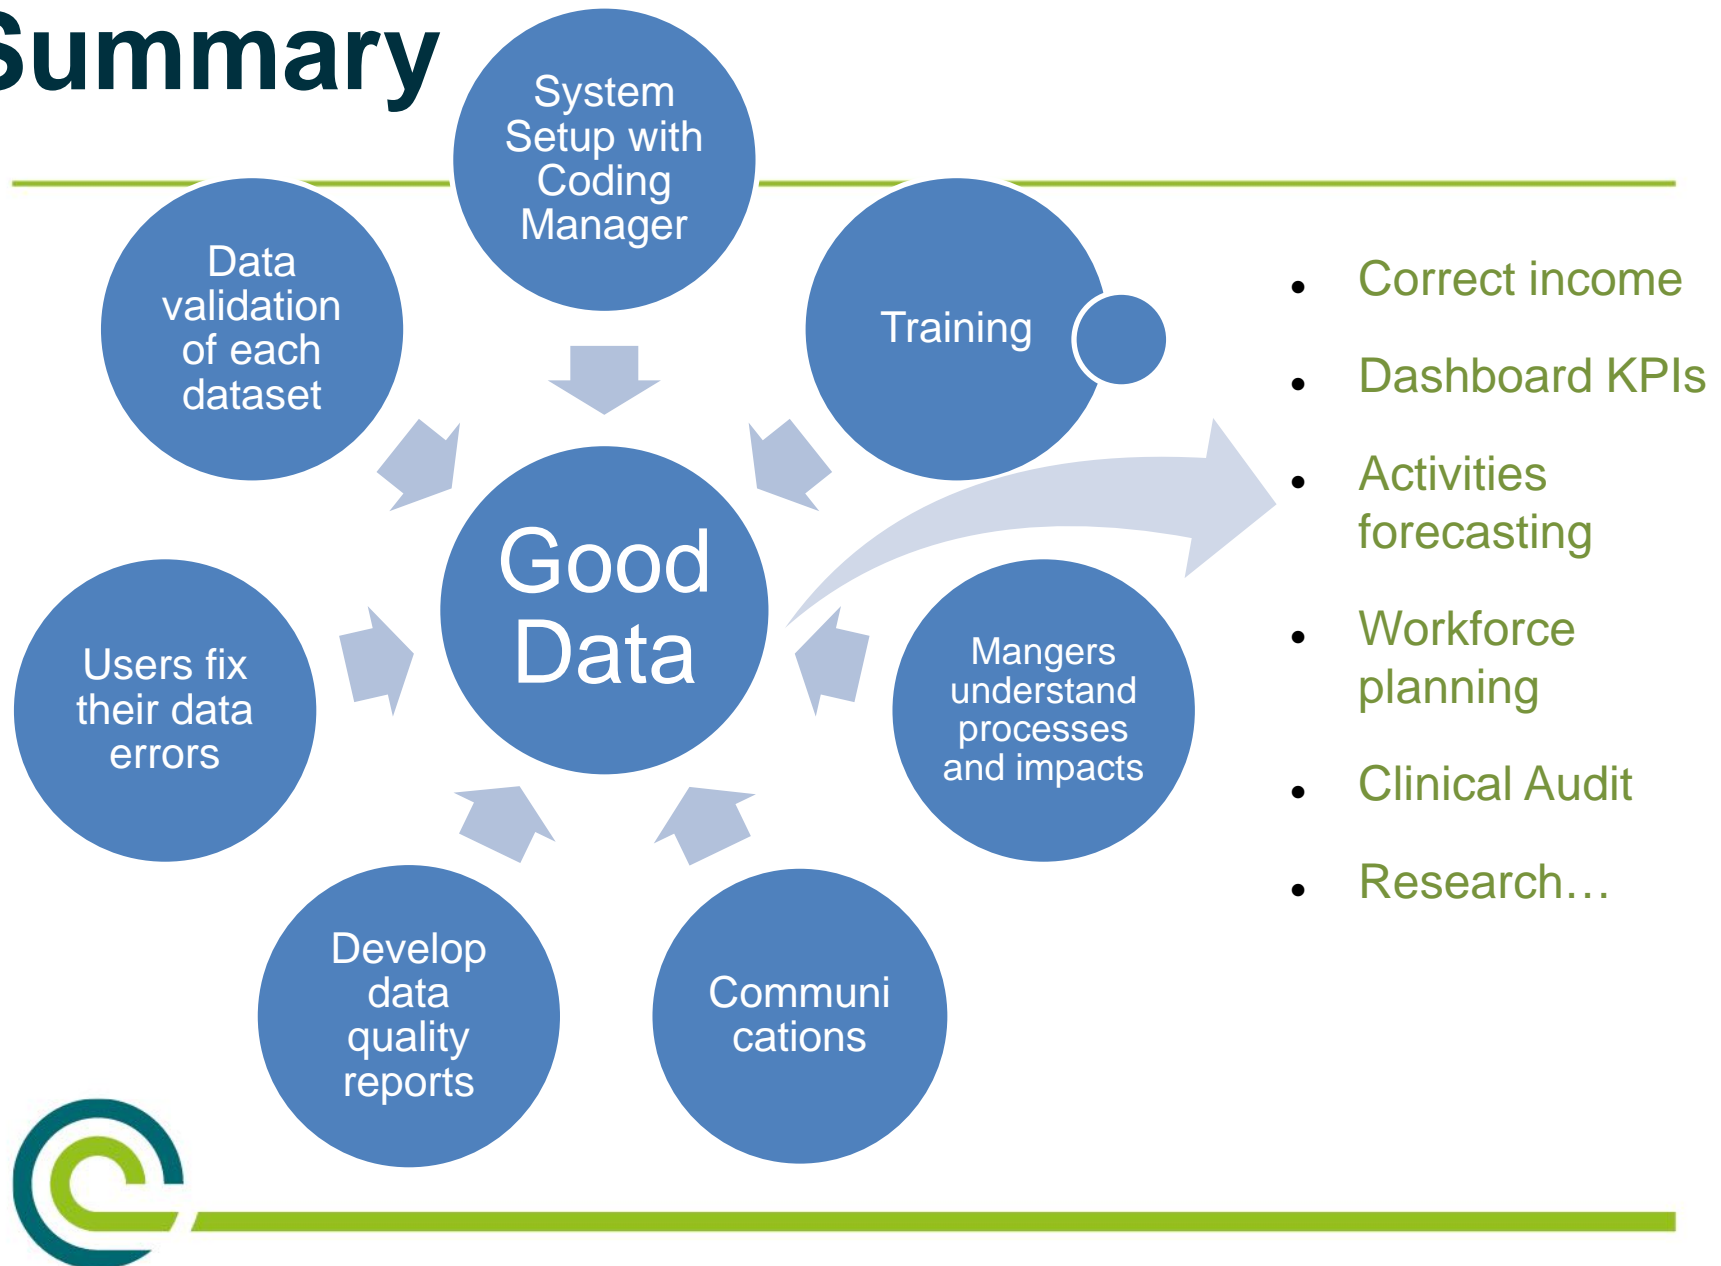 Summary
System
Setup with
Coding
Manager
Training
Mangers
understand
processes
and impacts
Communi
cations
Develop
data
quality
reports
Users fix
their data
errors
Data
validation
of each
dataset
Good
Data
• Correct income
• Dashboard KPIs
• Activities
forecasting
• Workforce
planning
• Clinical Audit
• Research…